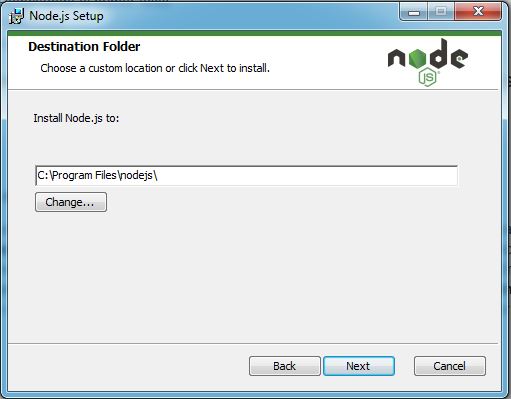 Node.js Setup
Destination Folder
Choose a custom location or click Next to install.
node
JS
Install Node.js to:
C:\Program Files\nodejs\
Change...
Back
Next
Cancel